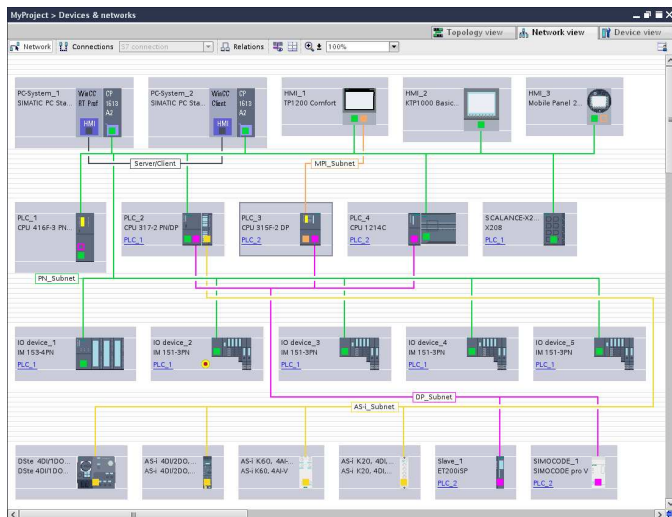 MyProject > Devices & networks
Topology view Network view Device view
Network Connections S7 connection Relations 100%
PC-System_1
SIMATIC PC Sta...
WinCC
RT Prof
CP
1613
A2
HMI
PC-System_2
SIMATIC PC Sta...
WinCC
Client
CP
1613
A2
HMI
HMI_1
TP1200 Comfort
HMI_2
KTP1000 Basic...
HMI_3
Mobile Panel 2...
Server/Client
MPI_Subnet
PLC_1
CPU 416F-3 PN...
PLC_2
CPU 317-2 PN/DP
PLC_1
PLC_3
CPU 315F-2 DP
PLC_2
PLC_4
CPU 1214C
PLC_2
SCALANCE-X2...
X208
PLC_1
PN_Subnet
IO device_1
IM 153-4PN
PLC_1
IO device_2
IM 151-3PN
PLC_1
IO device_3
IM 151-3PN
PLC_1
IO device_4
IM 151-3PN
PLC_1
IO device_5
IM 151-3PN
PLC_1
DP_Subnet
AS-i_Subnet
DSte 4DI/1DO...
DSte 4DI/1DO...
AS-i 4DI/2DO,...
AS-i 4DI/2DO,...
AS-i K60, 4AI-...
AS-i K60, 4AI-V
AS-i K20, 4DI,...
AS-i K20, 4DI,...
Slave_1
ET200iSP
PLC_2
SIMOCODE_1
SIMOCODE pro V
PLC_2